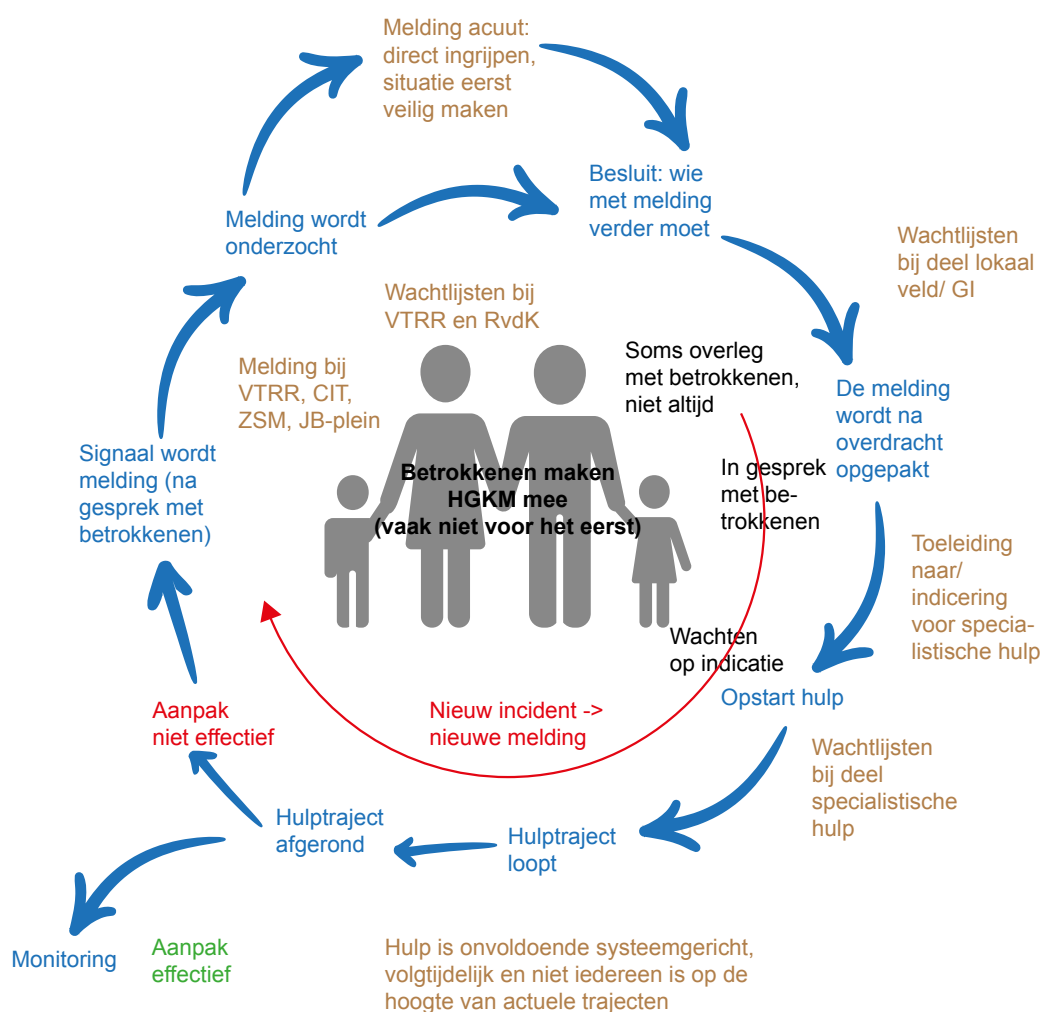 Melding acuut:
direct ingrijpen,
situatie eerst
veilig maken
Besluit: wie
met melding
verder moet
Melding wordt
onderzocht
Wachtlijsten
bij deel lokaal
veld/ GI
Wachtlijsten bij
VTRR en RvdK
Soms overleg
met betrokkenen,
niet altijd
Melding bij
VTRR, CIT,
ZSM, JB-plein
De melding
wordt na
overdracht
opgepakt
Signaal wordt
melding (na
gesprek met
betrokkenen)
Betrokkenen maken
HGKM mee
(vaak niet voor het eerst)
In gesprek
met be-
trokkenen
Toeleiding
naar/
indicering
voor specia-
listische hulp
Wachten
op indicatie
Opstart hulp
Aanpak
niet effectief
Nieuw incident ->
nieuwe melding
Wachtlijsten
bij deel
specialistische
hulp
Hulptraject
afgerond
Hulptraject
loopt
Monitoring
Aanpak
effectief
Hulp is onvoldoende systeemgericht,
volgtijdelijk en niet iedereen is op de
hoogte van actuele trajecten